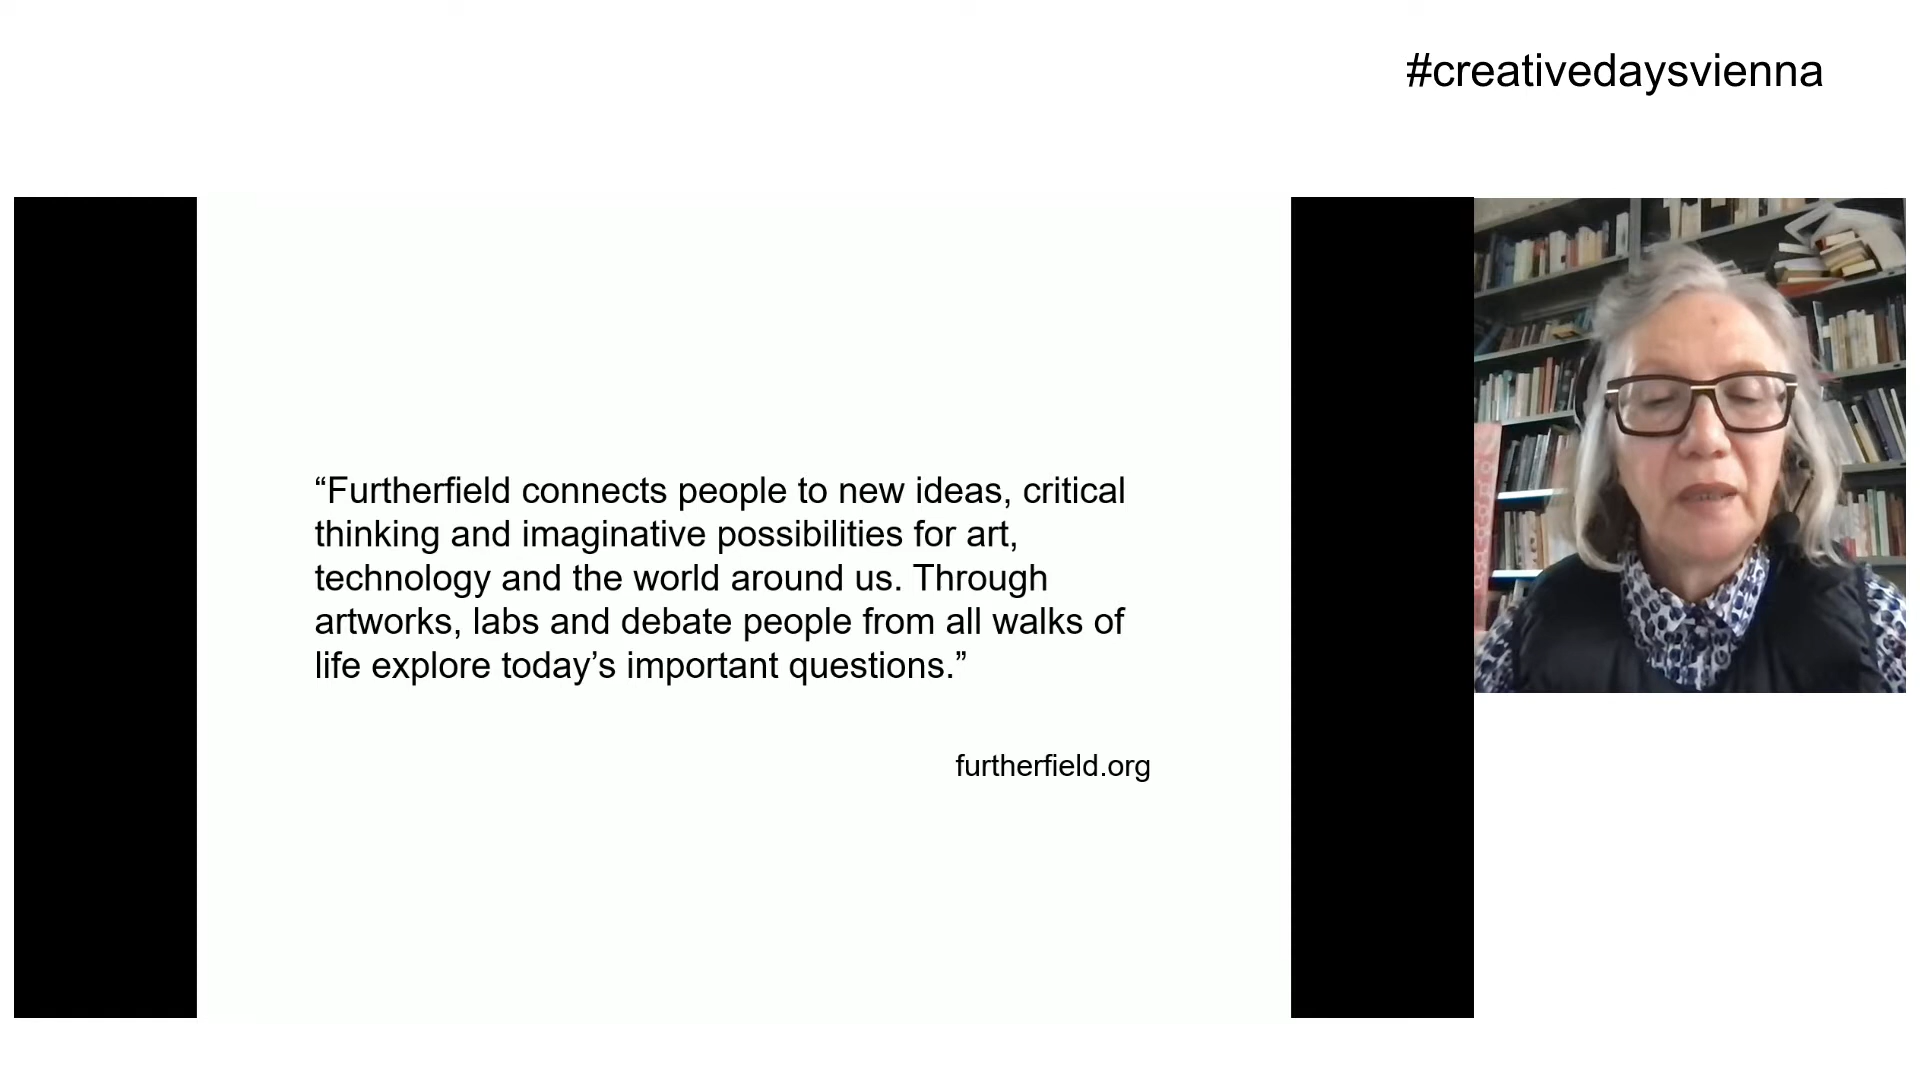 #creativedaysvienna
“Furtherfield connects people to new ideas, critical
thinking and imaginative possibilities for art,
technology and the world around us. Through
artworks, labs and debate people from all walks of
life explore today’s important questions.”
furtherfield.org